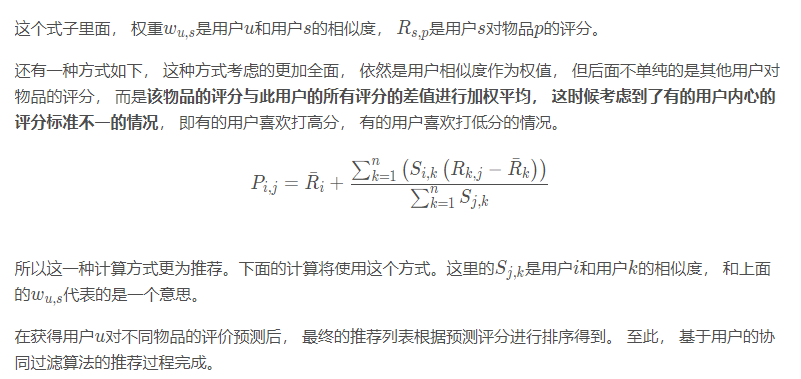 这个式子里面， 权重$w_{u,s}$是用户$u$和用户$s$的相似度， $R_{s,p}$是用户$s$对物品$p$的评分。
还有一种方式如下， 这种方式考虑的更加全面， 依然是用户相似度作为权值， 但后面不单纯的是其他用户对
物品的评分， 而是该物品的评分与此用户的所有评分的差值进行加权平均， 这时候考虑到了有的用户内心的
评分标准不一的情况， 即有的用户喜欢打高分， 有的用户喜欢打低分的情况。
$P_{i,j} = \bar{R}_i + \frac{\sum_{k=1}^{n} \left( S_{i,k} \left( R_{k,j} - \bar{R}_k \right) \right)}{\sum_{k=1}^{n} S_{j,k}}$
所以这一种计算方式更为推荐。下面的计算将使用这个方式。这里的$S_{j,k}$是用户$i$和用户$k$的相似度， 和上面
的$w_{u,s}$代表的是一个意思。
在获得用户$u$对不同物品的评价预测后， 最终的推荐列表根据预测评分进行排序得到。 至此， 基于用户的协
同过滤算法的推荐过程完成。